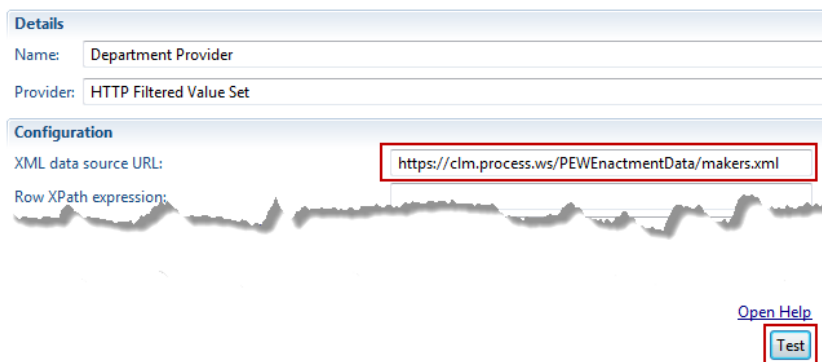 Details
Name: Department Provider
Provider: HTTP Filtered Value Set
Configuration
XML data source URL: https://clm.process.ws/PEWEnactmentData/makers.xml
Row XPath expression:
Open Help
Test